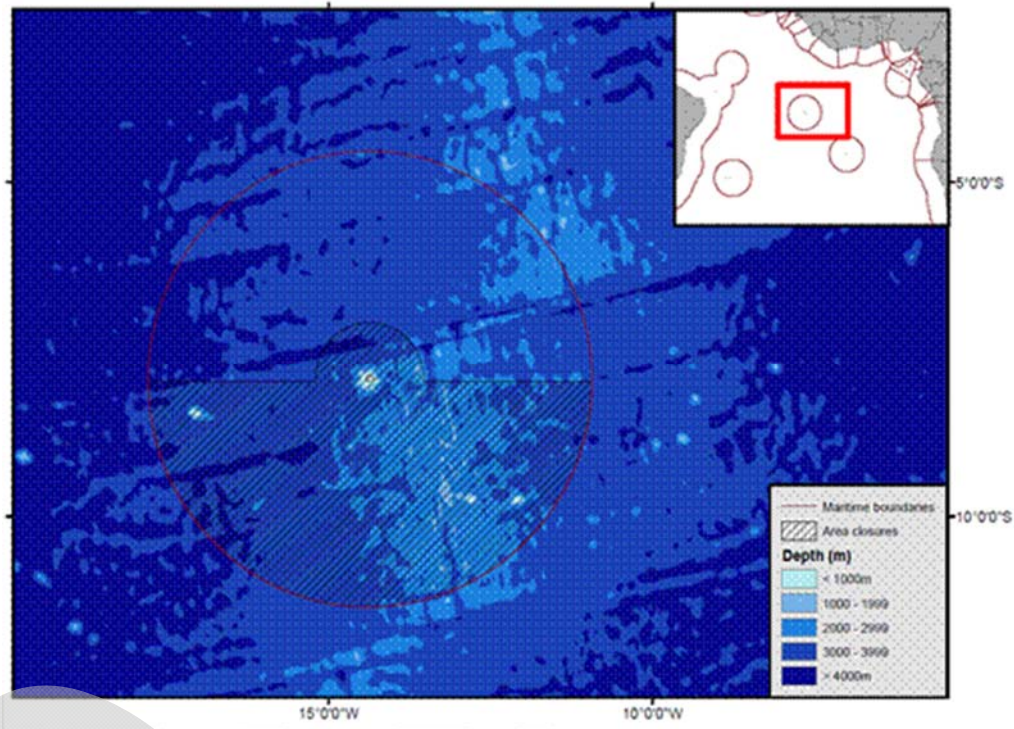 5°0'0"S
Maritime boundaries
10°0'0"S
Area closures
Depth (m)
< 1000m
1000 - 1999
2000 - 2999
3000 - 3999
> 4000m
15°0'0"W
10°0'0"W